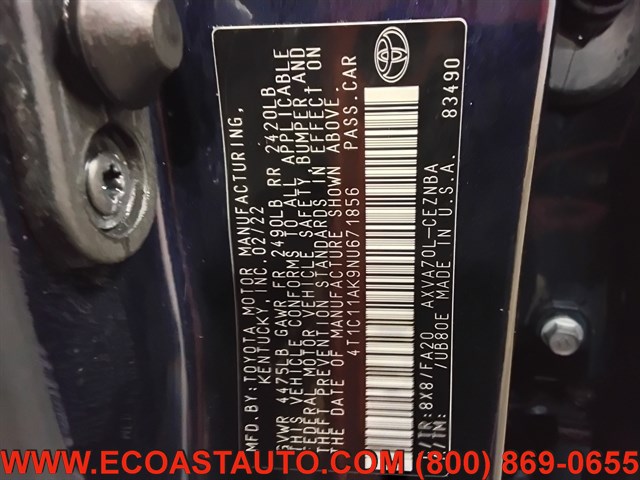 MFD.BY:TOYOTA MOTOR MANUFACTURING,
KENTUCKY, INC. 02/22
GVWR 4475LB GAWR FR 2490LB RR 2420LB
THIS VEHICLE CONFORMS TO ALL APPLICABLE
FEDERAL MOTOR VEHICLE SAFETY, BUMPER, AND
THEFT PREVENTION STANDARDS IN EFFECT ON
THE DATE OF MANUFACTURE SHOWN ABOVE.
4T1C11AK9NU671856 PASS.CAR
C/TR:8X8/FA20 AXVA70L-CEZNBA 83490
A/TM: /UB80E MADE IN U.S.A.
WWW.ECOASTAUTO.COM (800) 869-0655